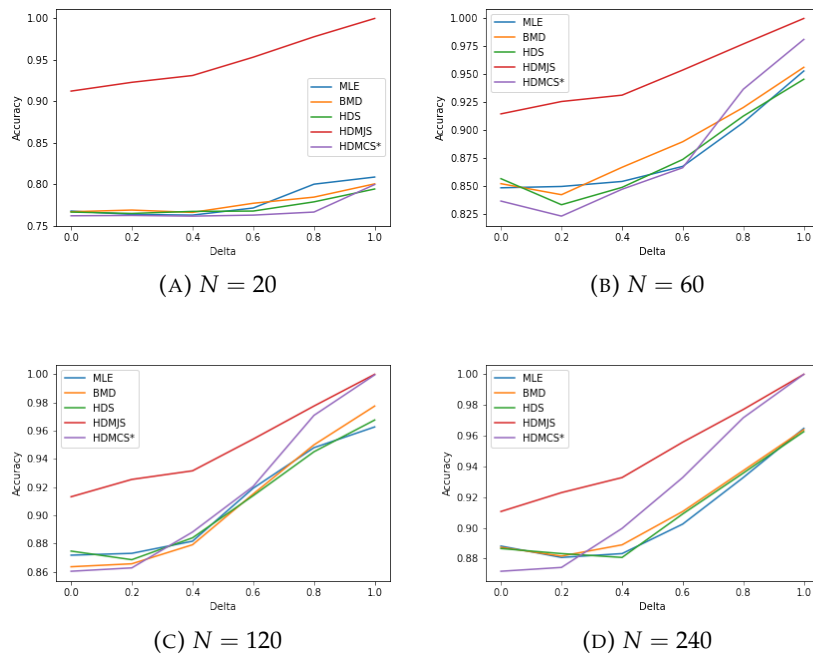 1.00
0.95
0.90
0.85
0.80
0.75
Accuracy
MLE
BMD
HDS
HDMJS
HDMCS*
0.0 0.2 0.4 0.6 0.8 1.0
Delta
(A) N = 20
1.000
0.975
0.950
0.925
0.900
0.875
0.850
0.825
Accuracy
MLE
BMD
HDS
HDMJS
HDMCS*
0.0 0.2 0.4 0.6 0.8 1.0
Delta
(B) N = 60
1.00
0.98
0.96
0.94
0.92
0.90
0.88
0.86
Accuracy
MLE
BMD
HDS
HDMJS
HDMCS*
0.0 0.2 0.4 0.6 0.8 1.0
Delta
(C) N = 120
1.00
0.98
0.96
0.94
0.92
0.90
0.88
Accuracy
MLE
BMD
HDS
HDMJS
HDMCS*
0.0 0.2 0.4 0.6 0.8 1.0
Delta
(D) N = 240